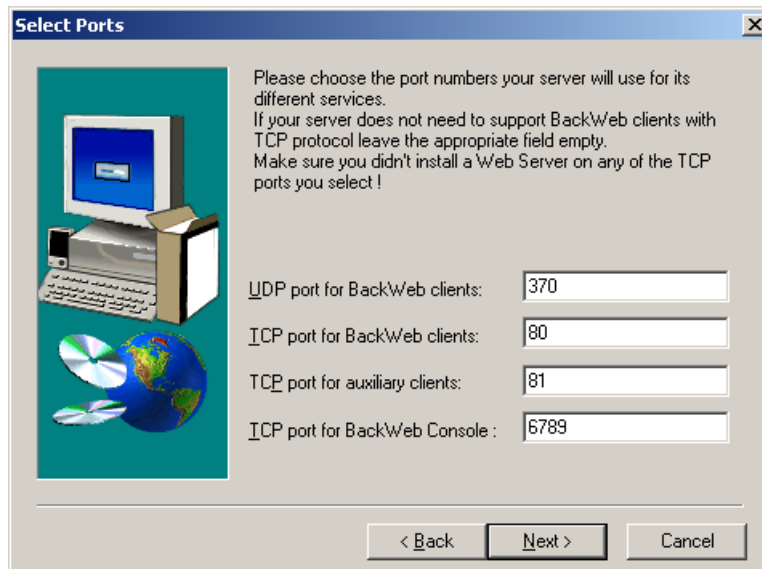 Select Ports
Please choose the port numbers your server will use for its
different services.
If your server does not need to support BackWeb clients with
TCP protocol leave the appropriate field empty.
Make sure you didn't install a Web Server on any of the TCP
ports you select !
UDP port for BackWeb clients: 370
TCP port for BackWeb clients: 80
TCP port for auxiliary clients: 81
TCP port for BackWeb Console : 6789
< Back Next > Cancel